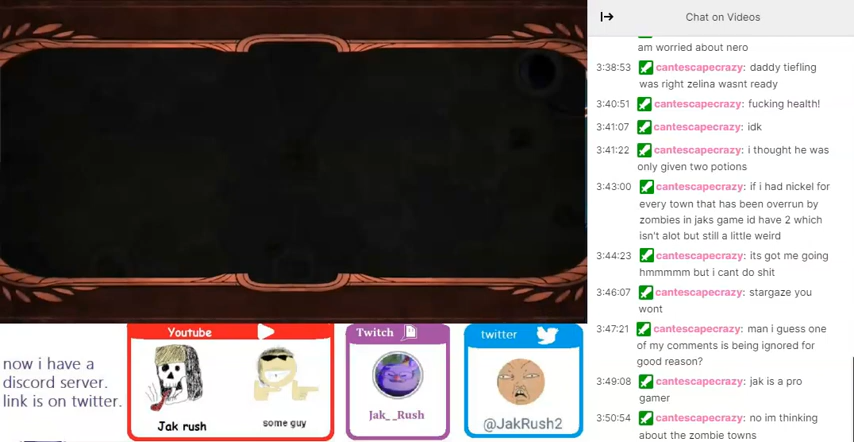 Chat on Videos
am worried about nero
3:38:53 cantescapecrazy: daddy tiefling
was right zelina wasnt ready
3:40:51 cantescapecrazy: fucking health!
3:41:07 cantescapecrazy: idk
3:41:22 cantescapecrazy: i thought he was
only given two potions
3:43:00 cantescapecrazy: if i had nickel for
every town that has been overrun by
zombies in jaks game id have 2 which
isn't alot but still a little weird
3:44:23 cantescapecrazy: its got me going
hmmmmm but i cant do shit
3:46:07 cantescapecrazy: stargaze you
wont
3:47:21 cantescapecrazy: man i guess one
of my comments is being ignored for
good reason?
3:49:08 cantescapecrazy: jak is a pro
gamer
3:50:54 cantescapecrazy: no im thinking
about the zombie towns
now i have a
discord server.
link is on twitter.
Youtube
Jak rush
some guy
Twitch
Jak__Rush
twitter
@JakRush2